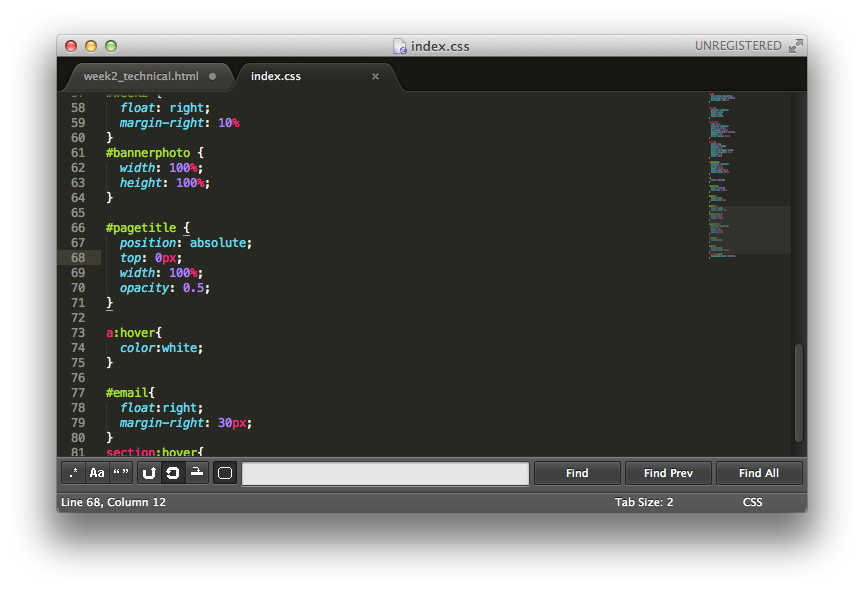 index.css
UNREGISTERED
week2_technical.html
index.css
57 #week2 {
58 float: right;
59 margin-right: 10%
60 }
61 #bannerphoto {
62 width: 100%;
63 height: 100%;
64 }
65
66 #pagetitle {
67 position: absolute;
68 top: 0px;
69 width: 100%;
70 opacity: 0.5;
71 }
72
73 a:hover{
74 color:white;
75 }
76
77 #email{
78 float:right;
79 margin-right: 30px;
80 }
81 section:hover{
.* Aa “ ” Find Find Prev Find All
Line 68, Column 12 Tab Size: 2 CSS